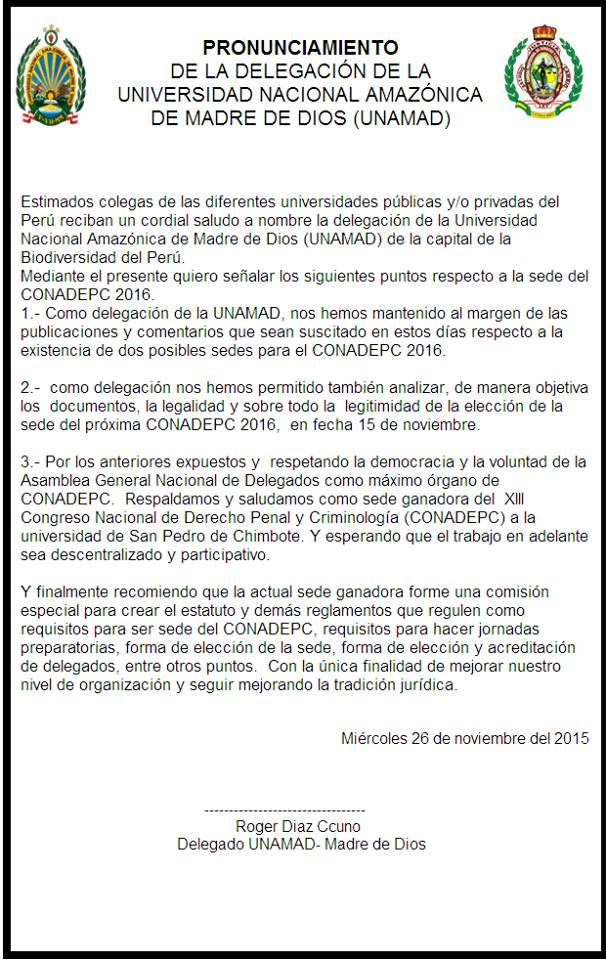 PRONUNCIAMIENTO
DE LA DELEGACIÓN DE LA
UNIVERSIDAD NACIONAL AMAZÓNICA
DE MADRE DE DIOS (UNAMAD)
Estimados colegas de las diferentes universidades públicas y/o privadas del
Perú reciban un cordial saludo a nombre la delegación de la Universidad
Nacional Amazónica de Madre de Dios (UNAMAD) de la capital de la
Biodiversidad del Perú.
Mediante el presente quiero señalar los siguientes puntos respecto a la sede del
CONADEPC 2016.
1.- Como delegación de la UNAMAD, nos hemos mantenido al margen de las
publicaciones y comentarios que sean suscitado en estos días respecto a la
existencia de dos posibles sedes para el CONADEPC 2016.
2.- como delegación nos hemos permitido también analizar, de manera objetiva
los documentos, la legalidad y sobre todo la legitimidad de la elección de la
sede del próxima CONADEPC 2016, en fecha 15 de noviembre.
3.- Por los anteriores expuestos y respetando la democracia y la voluntad de la
Asamblea General Nacional de Delegados como máximo órgano de
CONADEPC. Respaldamos y saludamos como sede ganadora del XIII
Congreso Nacional de Derecho Penal y Criminología (CONADEPC) a la
universidad de San Pedro de Chimbote. Y esperando que el trabajo en adelante
sea descentralizado y participativo.
Y finalmente recomiendo que la actual sede ganadora forme una comisión
especial para crear el estatuto y demás reglamentos que regulen como
requisitos para ser sede del CONADEPC, requisitos para hacer jornadas
preparatorias, forma de elección de la sede, forma de elección y acreditación
de delegados, entre otros puntos. Con la única finalidad de mejorar nuestro
nivel de organización y seguir mejorando la tradición jurídica.
Miércoles 26 de noviembre del 2015
---------------------------------
Roger Diaz Ccuno
Delegado UNAMAD- Madre de Dios